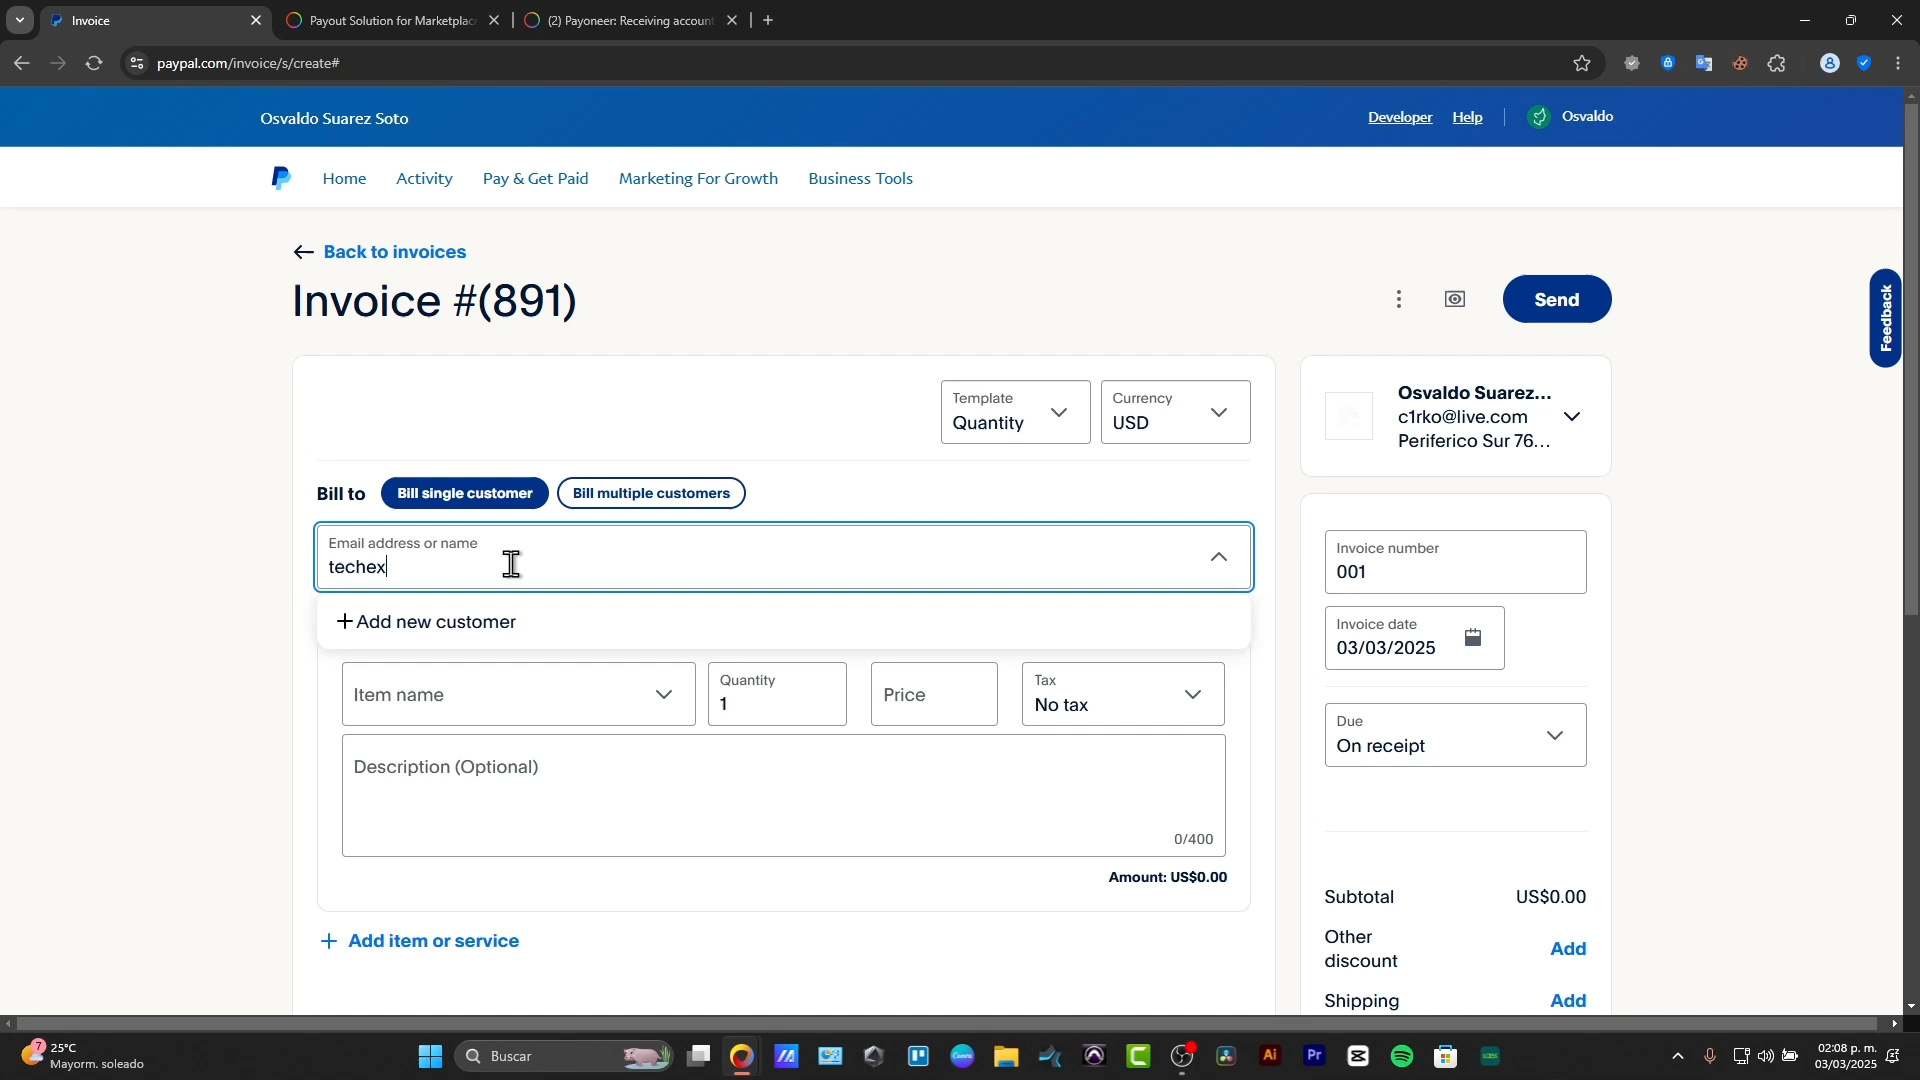 Invoice
Payout Solution for Marketplac
(2) Payoneer: Receiving accoun
paypal.com/invoice/s/create#
Osvaldo Suarez Soto
Developer
Help
Osvaldo
Home
Activity
Pay & Get Paid
Marketing For Growth
Business Tools
Back to invoices
Invoice #(891)
Send
Feedback
Template
Quantity
Currency
USD
Osvaldo Suarez...
c1rko@live.com
Periferico Sur 76...
Bill to
Bill single customer
Bill multiple customers
Email address or name
techex
+ Add new customer
Invoice number
001
Invoice date
03/03/2025
Item name
Quantity
1
Price
Tax
No tax
Due
On receipt
Description (Optional)
0/400
Amount: US$0.00
Subtotal
US$0.00
+ Add item or service
Other
discount
Add
Shipping
Add
7
25°C
Mayorm. soleado
Buscar
Canva
Ai
Pr
02:08 p. m.
03/03/2025